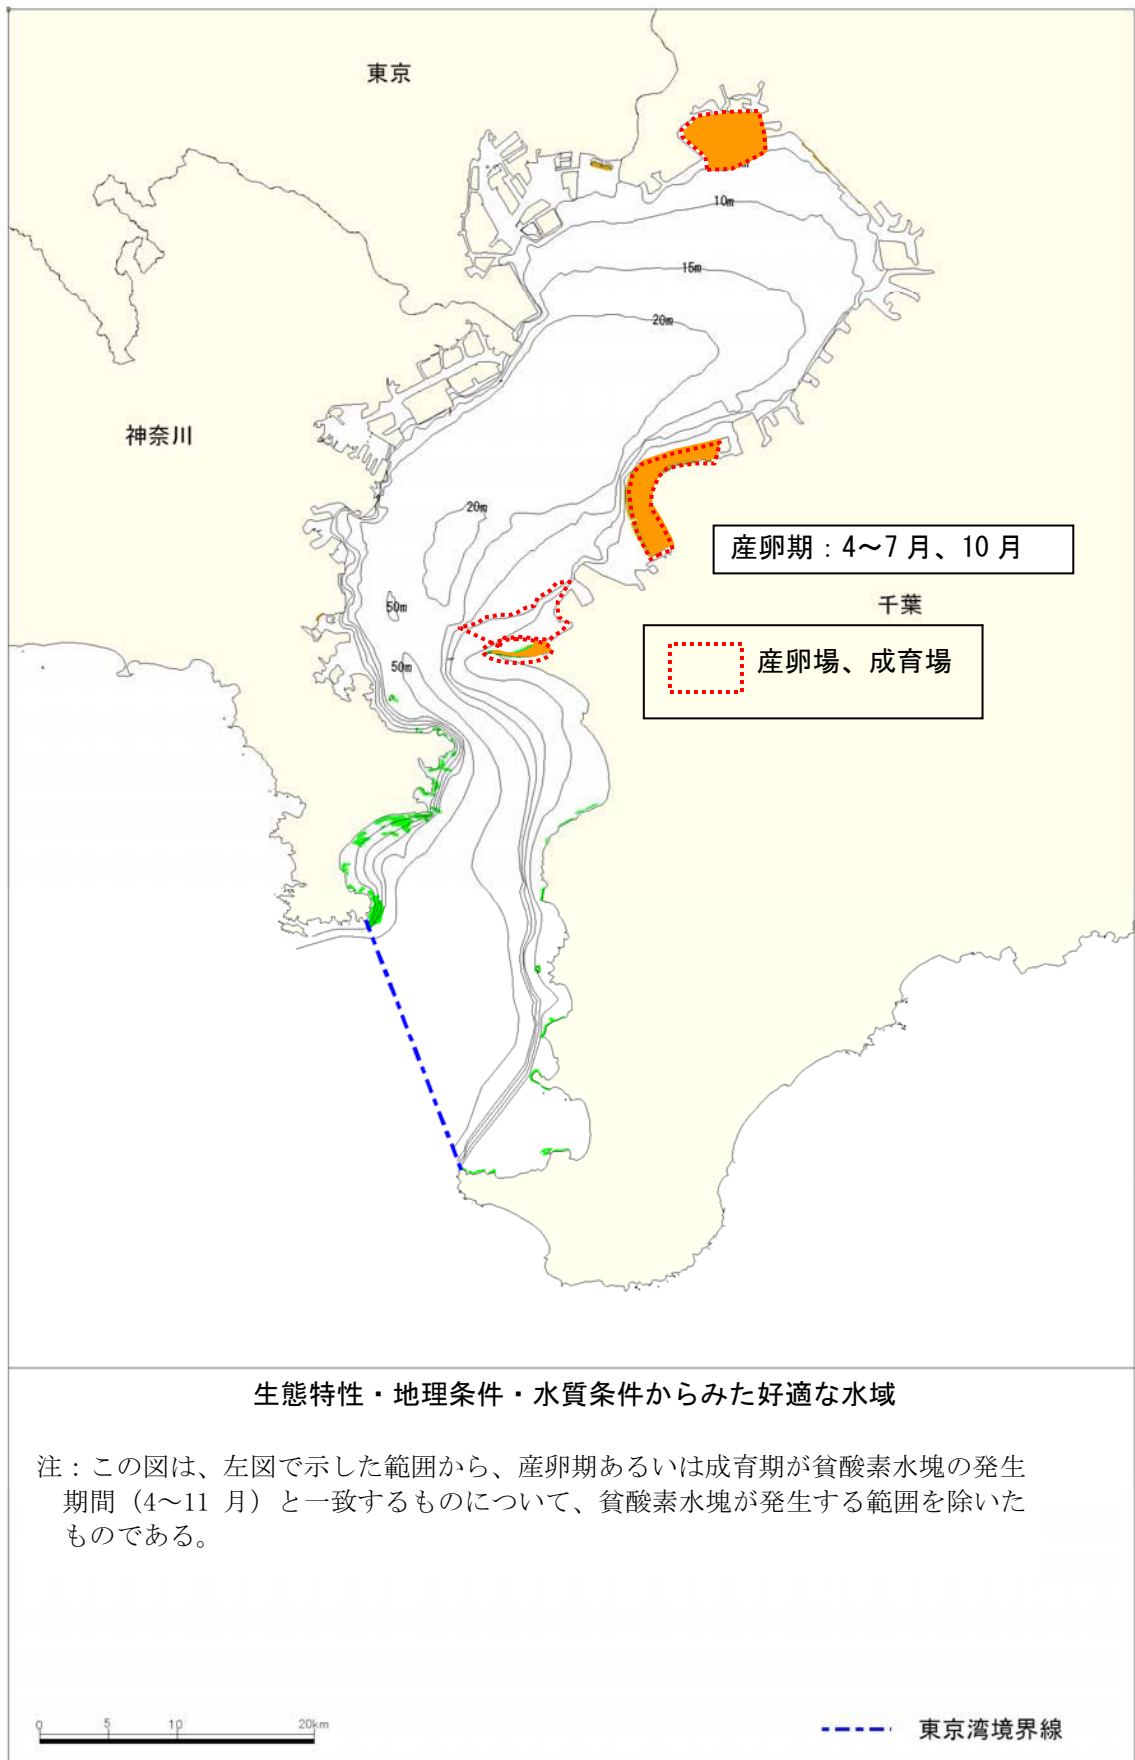 東京
10m
15m
20m
神奈川
20m
産卵期：4～7 月、10 月
50m
千葉
産卵場、成育場
50m
生態特性・地理条件・水質条件からみた好適な水域
注：この図は、左図で示した範囲から、産卵期あるいは成育期が貧酸素水塊の発生
期間（4～11 月）と一致するものについて、貧酸素水塊が発生する範囲を除いた
ものである。
0 5 10 20km
東京湾境界線